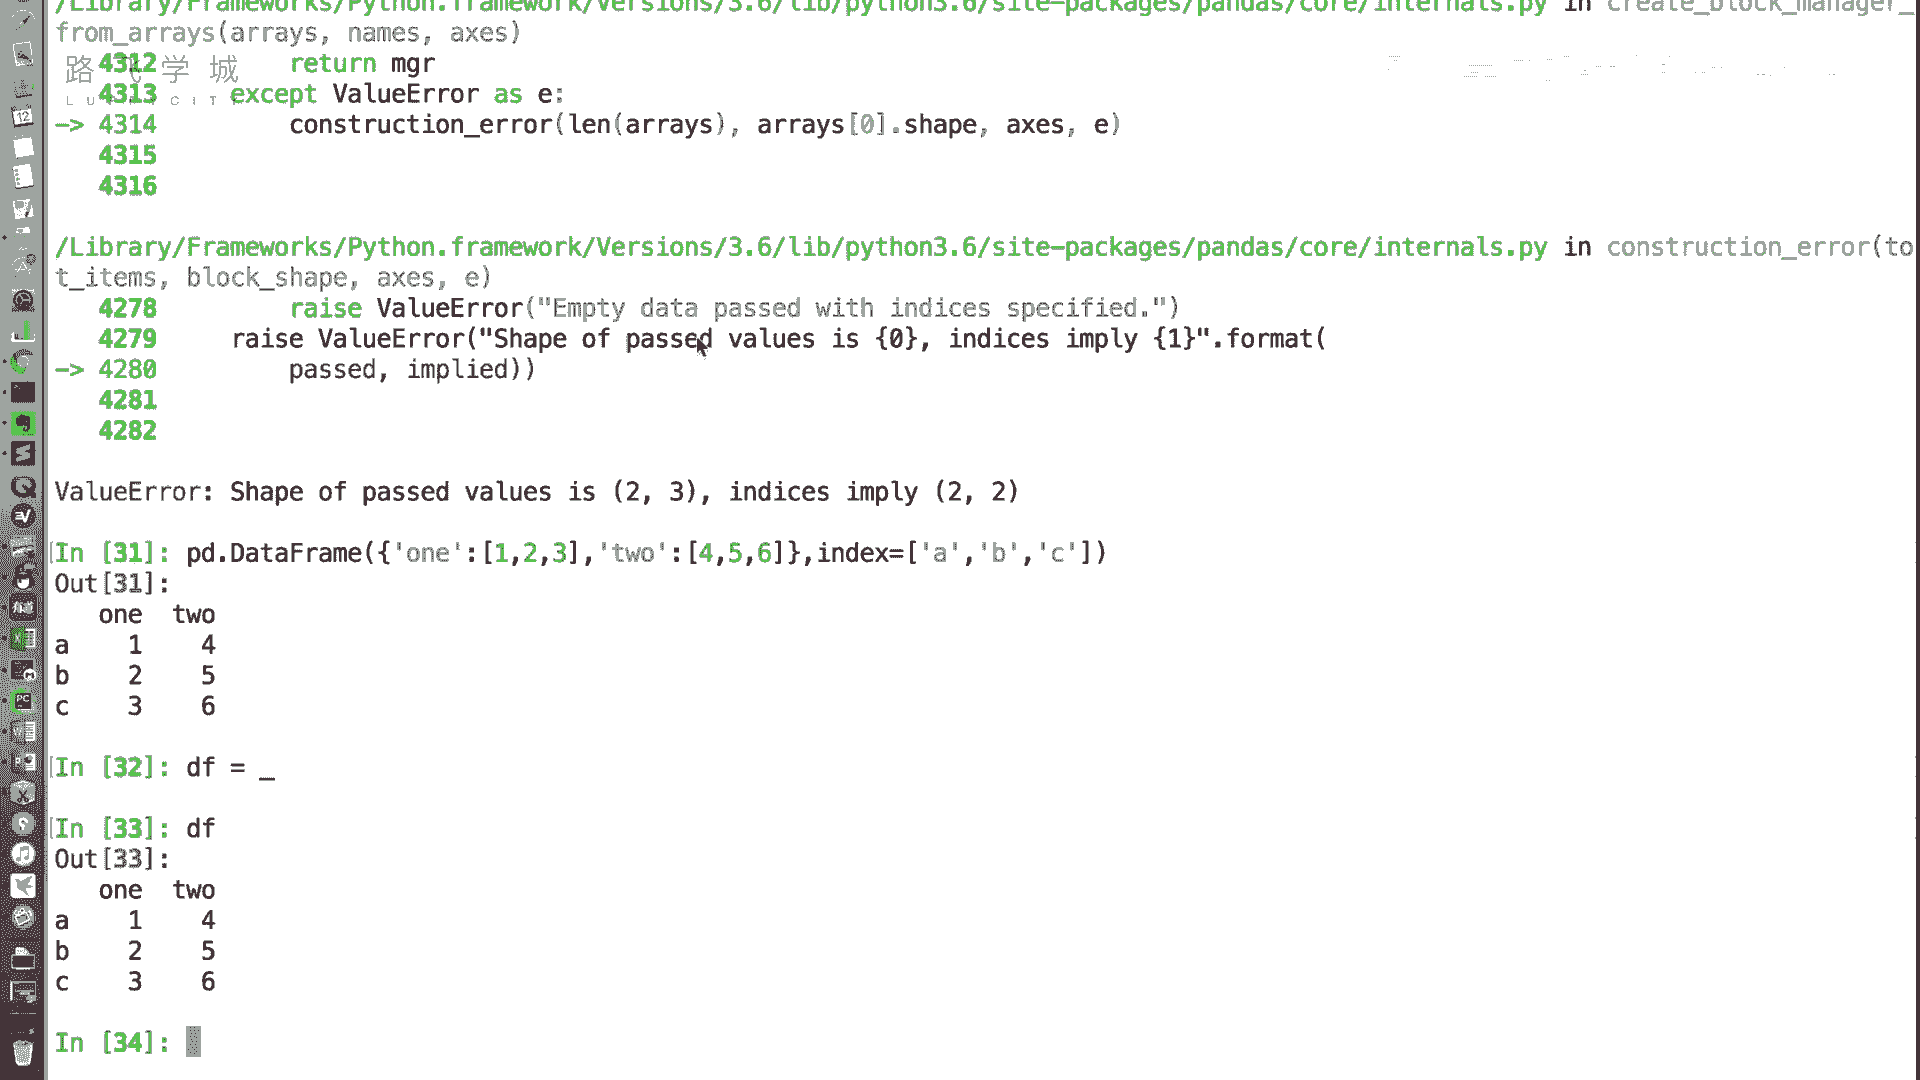 /Library/Frameworks/Python.framework/Versions/3.6/lib/python3.6/site-packages/pandas/core/internals.py in create_block_manager_
from_arrays(arrays, names, axes)
路飞学城
4312 return mgr
LUFFYCITY
4313 except ValueError as e:
-> 4314 construction_error(len(arrays), arrays[0].shape, axes, e)
4315
4316
/Library/Frameworks/Python.framework/Versions/3.6/lib/python3.6/site-packages/pandas/core/internals.py in construction_error(to
t_items, block_shape, axes, e)
4278 raise ValueError("Empty data passed with indices specified.")
4279 raise ValueError("Shape of passed values is {0}, indices imply {1}".format(
-> 4280 passed, implied))
4281
4282
ValueError: Shape of passed values is (2, 3), indices imply (2, 2)
In [31]: pd.DataFrame({'one':[1,2,3],'two':[4,5,6]},index=['a','b','c'])
Out[31]:
one two
a 1 4
b 2 5
c 3 6
In [32]: df = _
In [33]: df
Out[33]:
one two
a 1 4
b 2 5
c 3 6
In [34]: